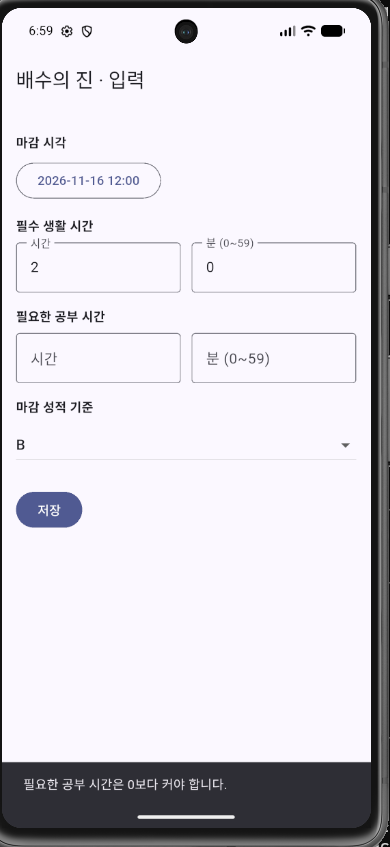 6:59
배수의 진 · 입력
마감 시각
2026-11-16 12:00
필수 생활 시간
시간
분 (0~59)
2
0
필요한 공부 시간
시간
분 (0~59)
마감 성적 기준
B
저장
필요한 공부 시간은 0보다 커야 합니다.